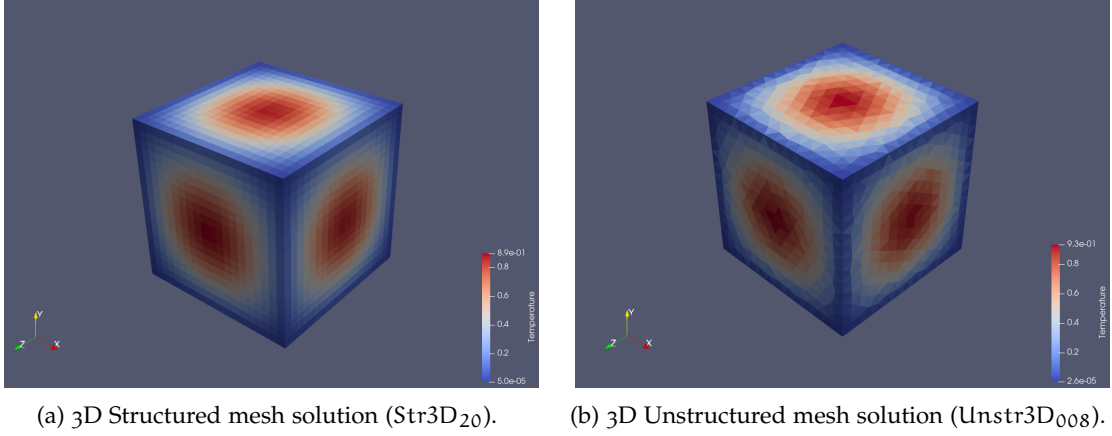 8.9e-01
0.8
0.6
0.4
0.2
5.0e-05
Temperature
Y
Z
X
9.3e-01
0.8
0.6
0.4
0.2
2.6e-05
Temperature
Y
Z
X
(a) 3D Structured mesh solution (Str3D20).
(b) 3D Unstructured mesh solution (Unstr3D008).